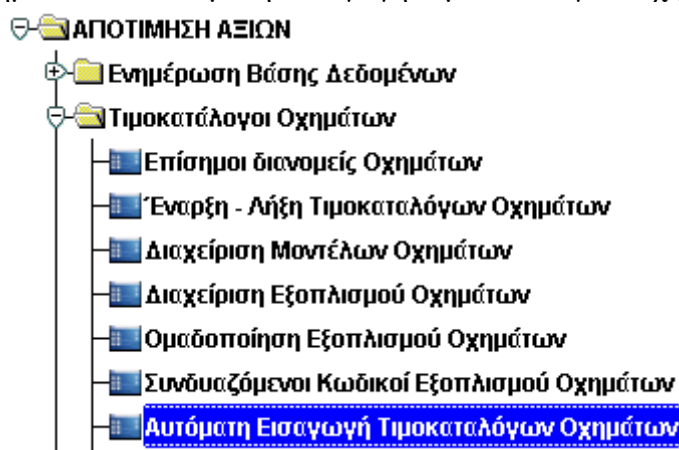 ΑΠΟΤΙΜΗΣΗ ΑΞΙΩΝ
Ενημέρωση Βάσης Δεδομένων
Τιμοκατάλογοι Οχημάτων
Επίσημοι διανομείς Οχημάτων
Έναρξη - Λήξη Τιμοκαταλόγων Οχημάτων
Διαχείριση Μοντέλων Οχημάτων
Διαχείριση Εξοπλισμού Οχημάτων
Ομαδοποίηση Εξοπλισμού Οχημάτων
Συνδυαζόμενοι Κωδικοί Εξοπλισμού Οχημάτων
Αυτόματη Εισαγωγή Τιμοκαταλόγων Οχημάτων